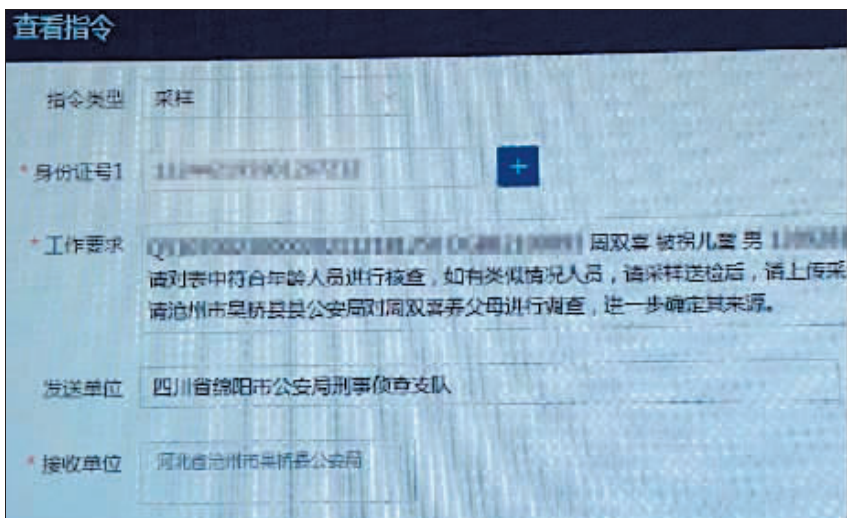 查看指令
指令类型 采样
* 身份证号1 +
* 工作要求 周双喜 被拐儿童 男
请对表中符合年龄人员进行核查，如有类似情况人员，请采样送检后，请上传采
请沧州市吴桥县县公安局对周双喜养父母进行调查，进一步确定其来源。
发送单位 四川省绵阳市公安局刑事侦查支队
* 接收单位 河北省沧州市吴桥县公安局